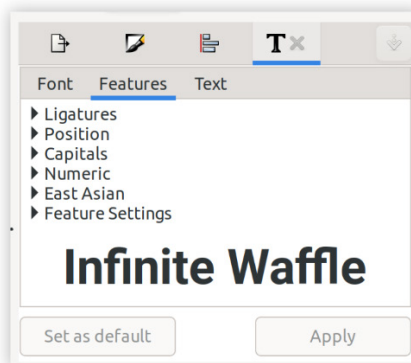 T
Font Features Text
Ligatures
Position
Capitals
Numeric
East Asian
Feature Settings
Infinite Waffle
Set as default Apply